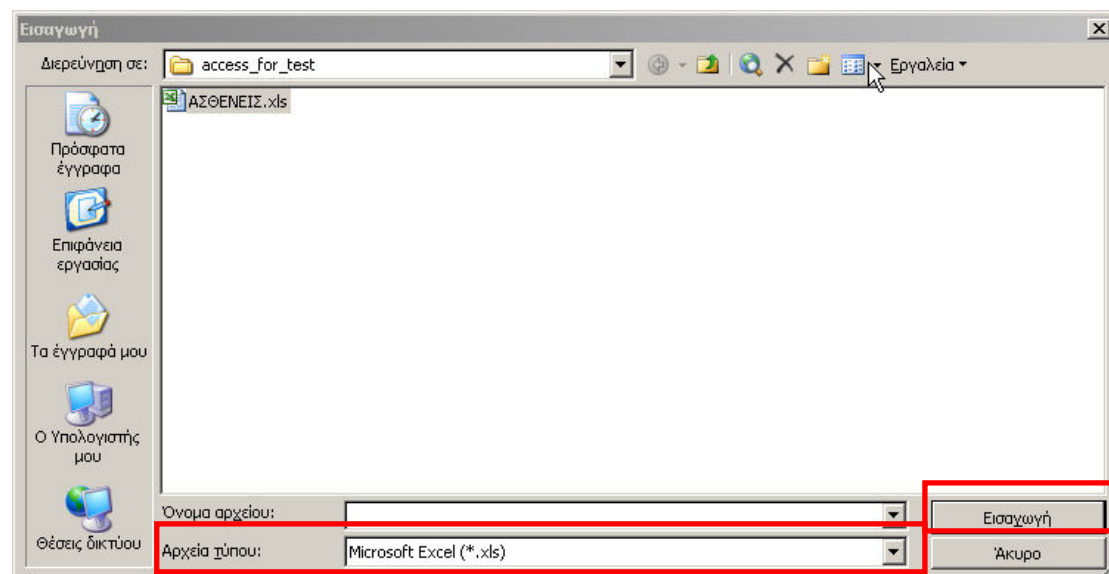 Εισαγωγή
Διερεύνηση σε:
access_for_test
Εργαλεία
ΑΣΘΕΝΕΙΣ.xls
Πρόσφατα
έγγραφα
Επιφάνεια
εργασίας
Τα έγγραφά μου
Ο Υπολογιστής
μου
Θέσεις δικτύου
Όνομα αρχείου:
Εισαγωγή
Αρχεία τύπου:
Microsoft Excel (*.xls)
Άκυρο